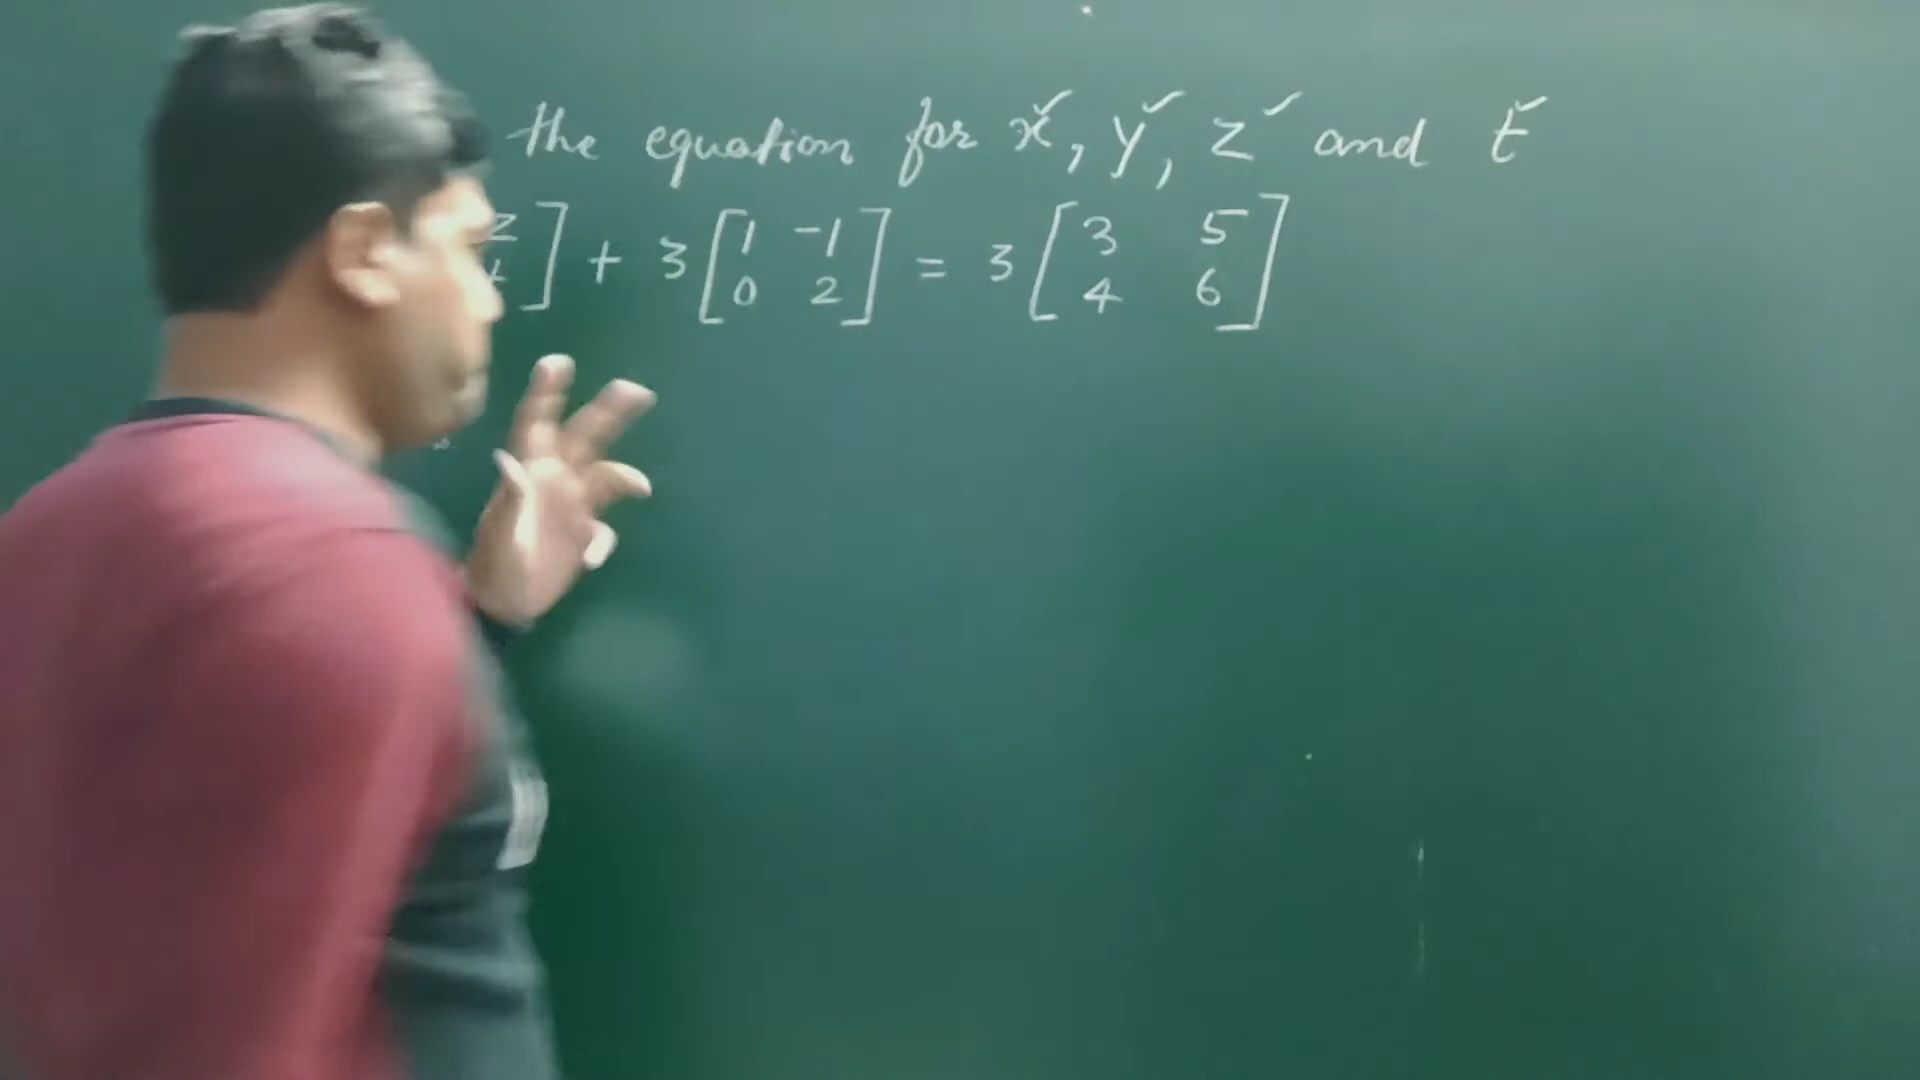 the equation for x, y, z and t
z ] + 3 [ 1 -1 ] = 3 [ 3 5 ]
t ] [ 0 2 ] [ 4 6 ]